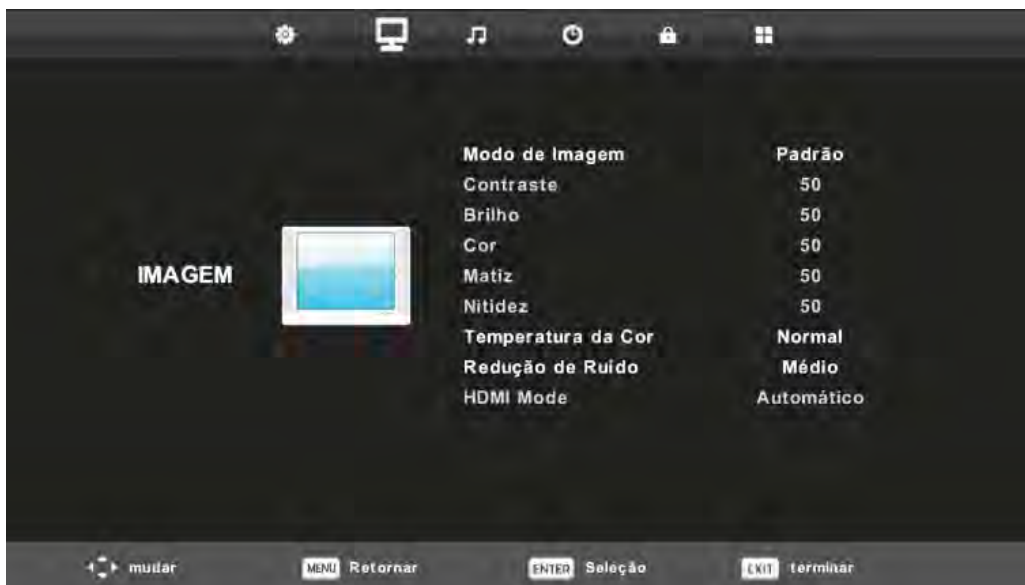 Modo de Imagem Padrão
Contraste 50
Brilho 50
Cor 50
IMAGEM
Matiz 50
Nitidez 50
Temperatura da Cor Normal
Redução de Ruído Médio
HDMI Mode Automático
mudar MENU Retornar ENTER Seleção EXIT terminar